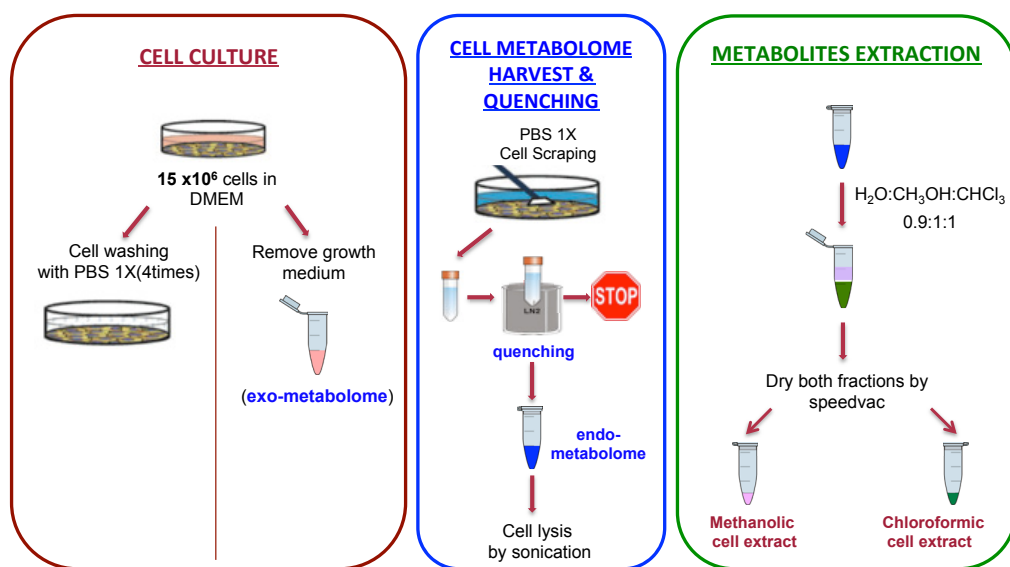 CELL CULTURE
15 x10⁶ cells in
DMEM
Cell washing
with PBS 1X(4times)
Remove growth
medium
(exo-metabolome)
CELL METABOLOME
HARVEST &
QUENCHING
PBS 1X
Cell Scraping
LN2
STOP
quenching
endo-
metabolome
Cell lysis
by sonication
METABOLITES EXTRACTION
H₂O:CH₃OH:CHCl₃
0.9:1:1
Dry both fractions by
speedvac
Methanolic
cell extract
Chloroformic
cell extract